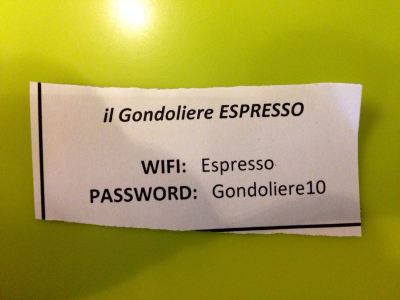 il Gondoliere ESPRESSO
WIFI: Espresso
PASSWORD: Gondoliere10